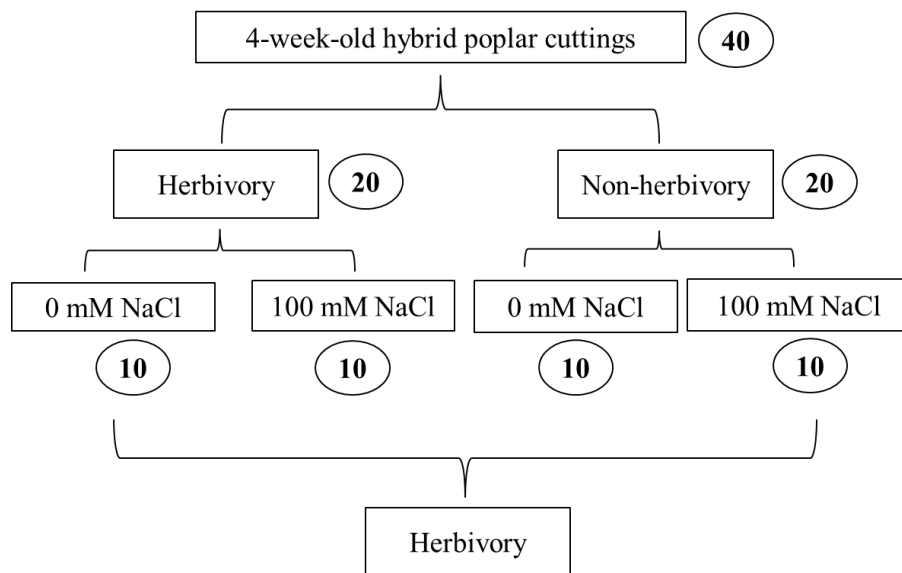 4-week-old hybrid poplar cuttings
40
Herbivory
20
Non-herbivory
20
0 mM NaCl
100 mM NaCl
0 mM NaCl
100 mM NaCl
10
10
10
10
Herbivory